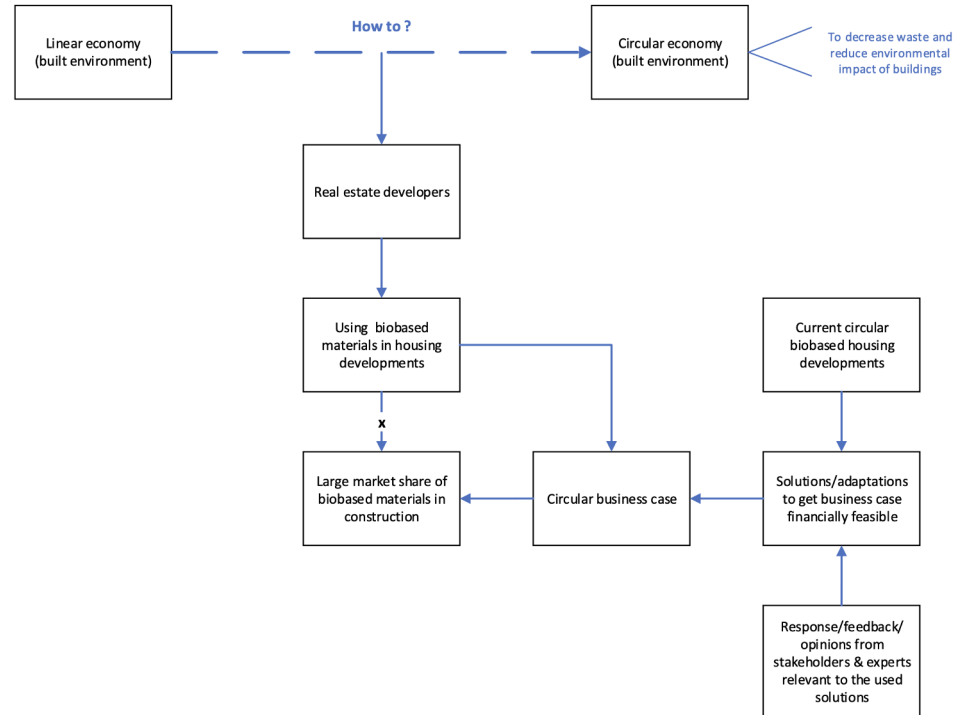 How to ?
Linear economy
(built environment)
Circular economy
(built environment)
To decrease waste and
reduce environmental
impact of buildings
Real estate developers
Using biobased
materials in housing
developments
Current circular
biobased housing
developments
x
Large market share of
biobased materials in
construction
Circular business case
Solutions/adaptations
to get business case
financially feasible
Response/feedback/
opinions from
stakeholders & experts
relevant to the used
solutions